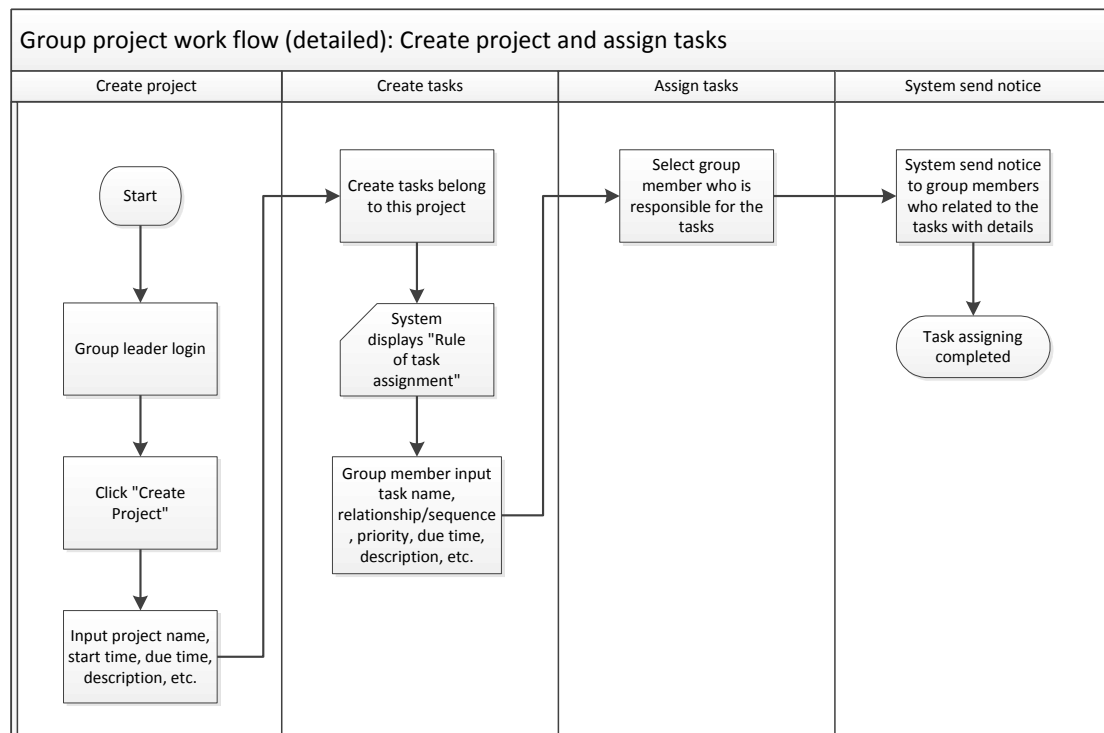 Group project work flow (detailed): Create project and assign tasks
Create project
Create tasks
Assign tasks
System send notice
Start
Group leader login
Click "Create
Project"
Input project name,
start time, due time,
description, etc.
Create tasks belong
to this project
System
displays "Rule
of task
assignment"
Group member input
task name,
relationship/sequence
, priority, due time,
description, etc.
Select group
member who is
responsible for the
tasks
System send notice
to group members
who related to the
tasks with details
Task assigning
completed